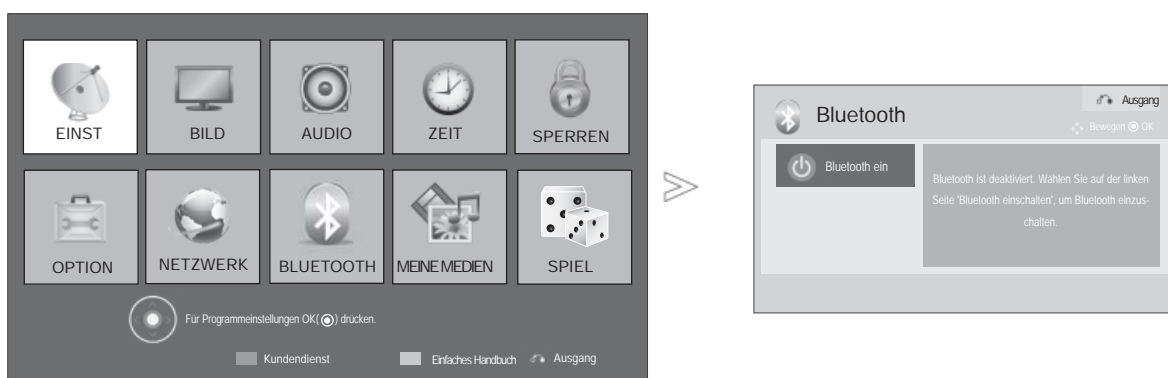 EINST
BILD
AUDIO
ZEIT
SPERREN
OPTION
NETZWERK
BLUETOOTH
MEINE MEDIEN
SPIEL
Für Programmeinstellungen OK( ) drücken.
Kundendienst
Einfaches Handbuch
Ausgang
Bluetooth
Ausgang
Bewegen OK
Bluetooth ein
Bluetooth ist deaktiviert. Wählen Sie auf der linken
Seite 'Bluetooth einschalten', um Bluetooth einzus-
chalten.